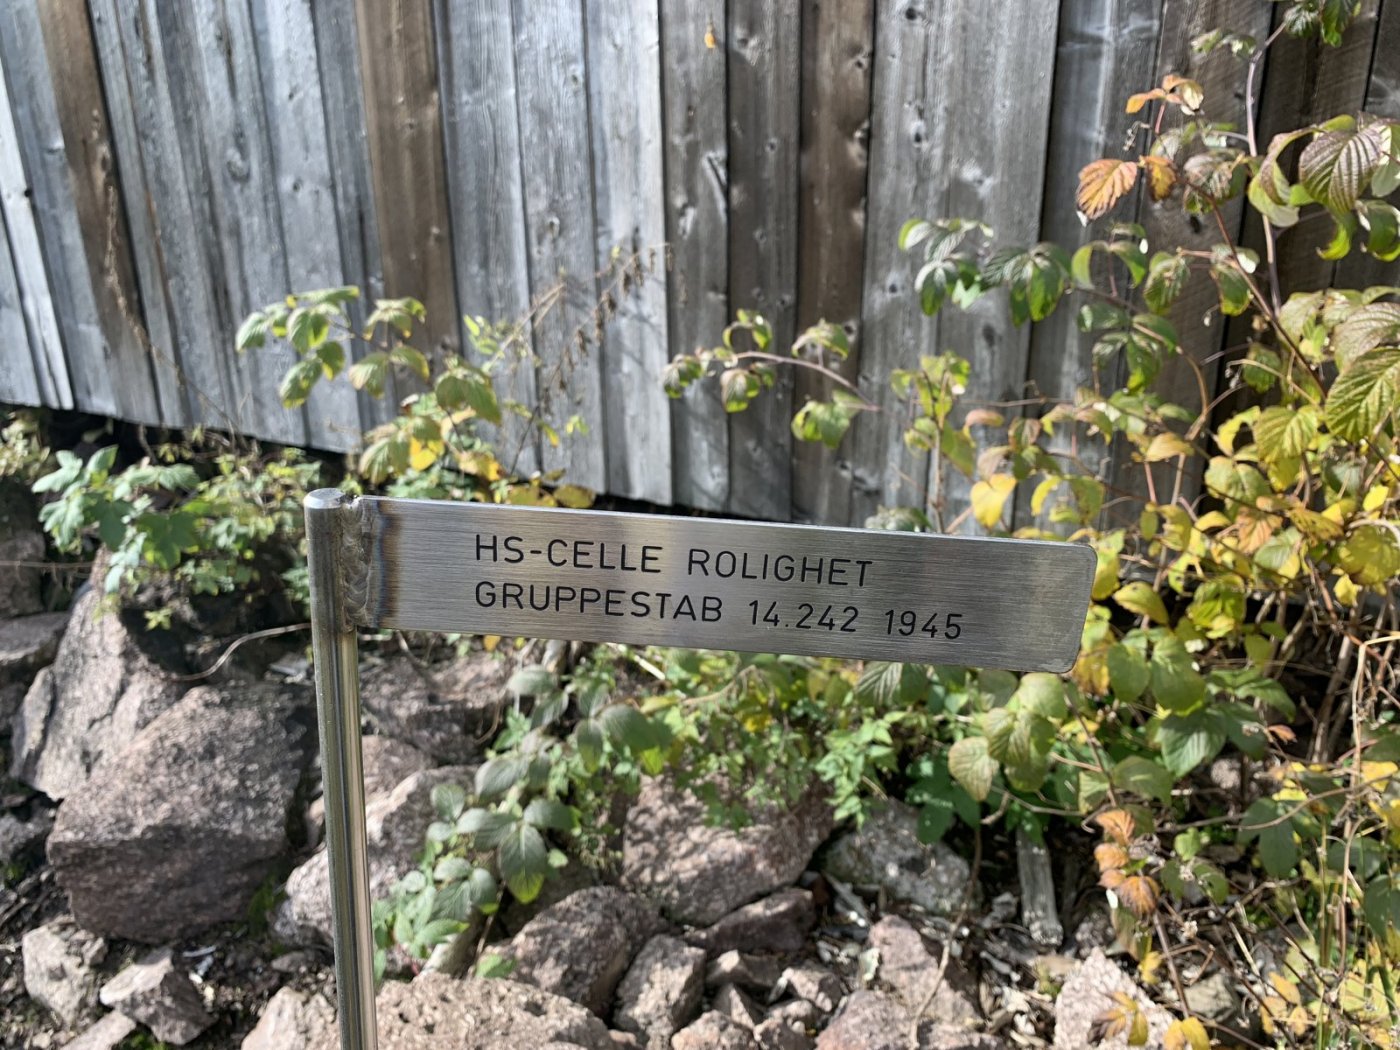 HS-CELLE ROLIGHET
GRUPPESTAB 14.242 1945